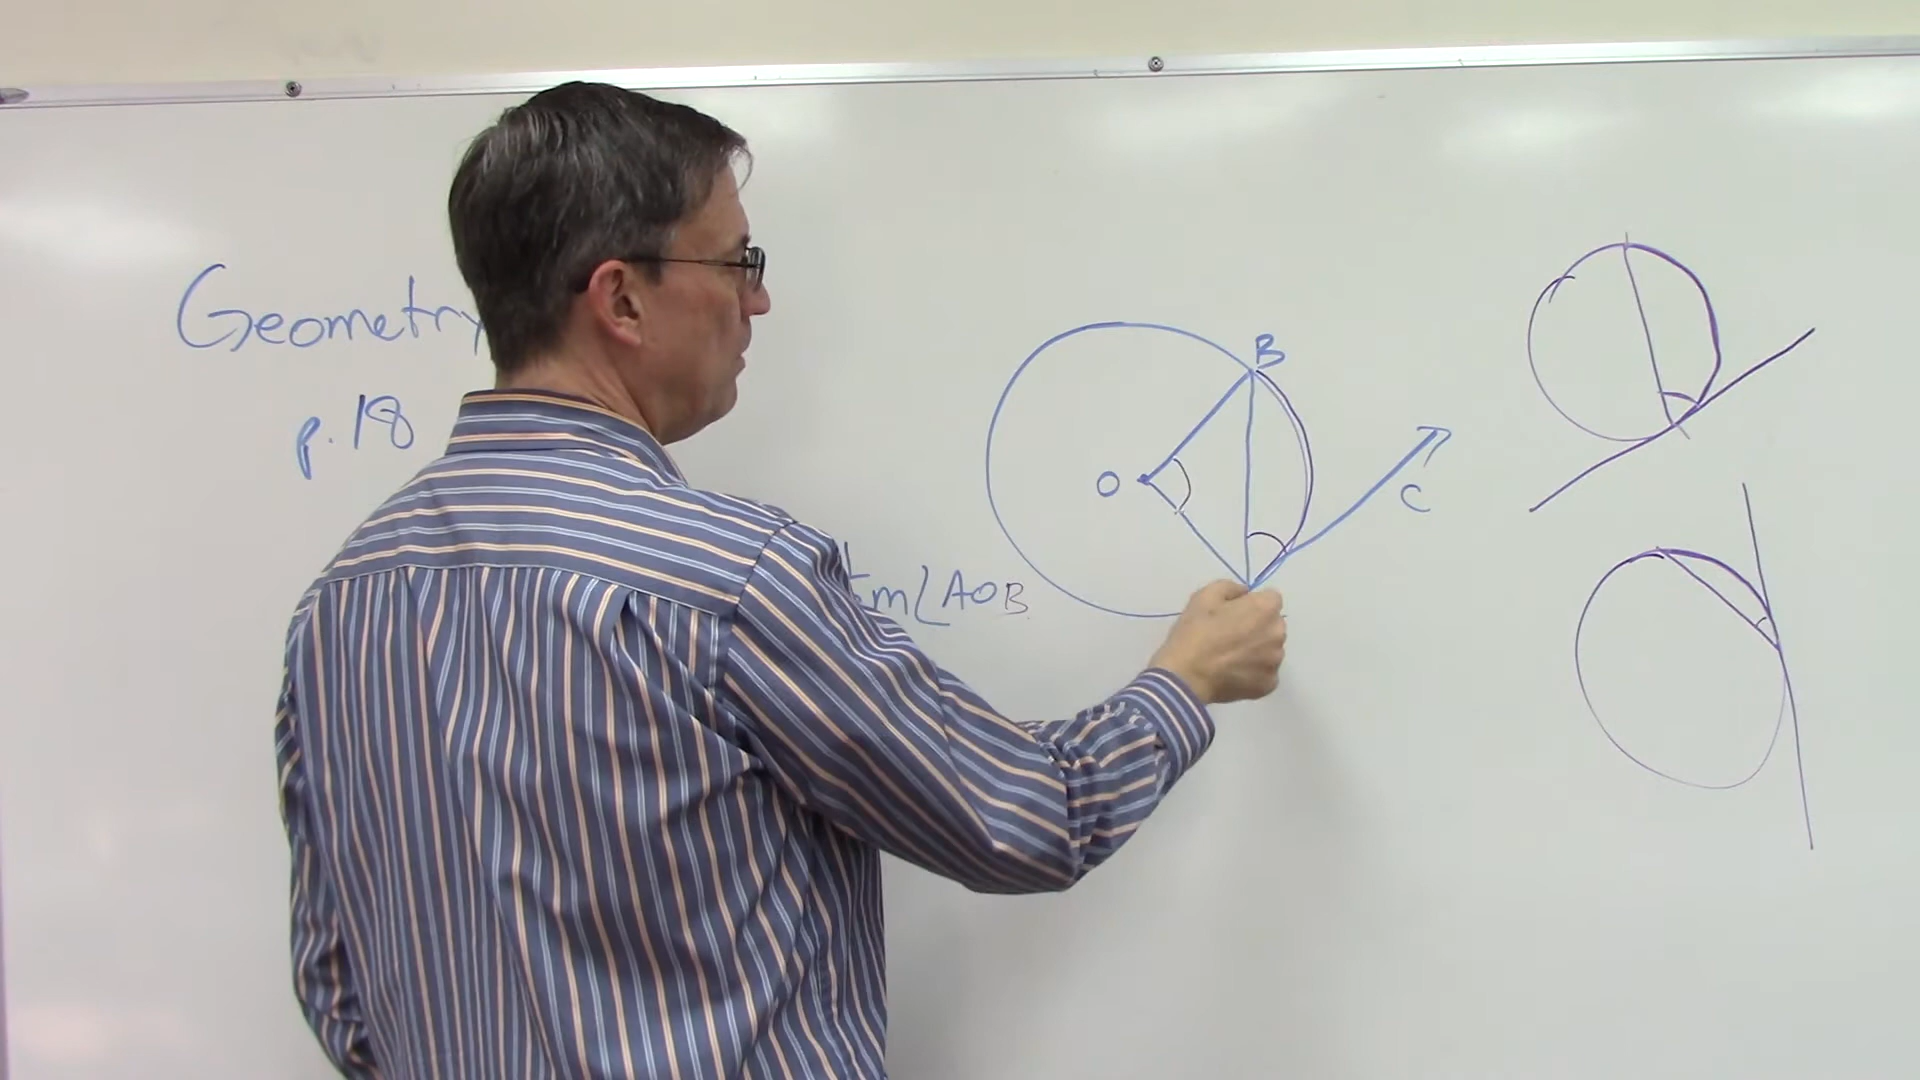 Geometry
p. 18
m∠AOB
B
O
C